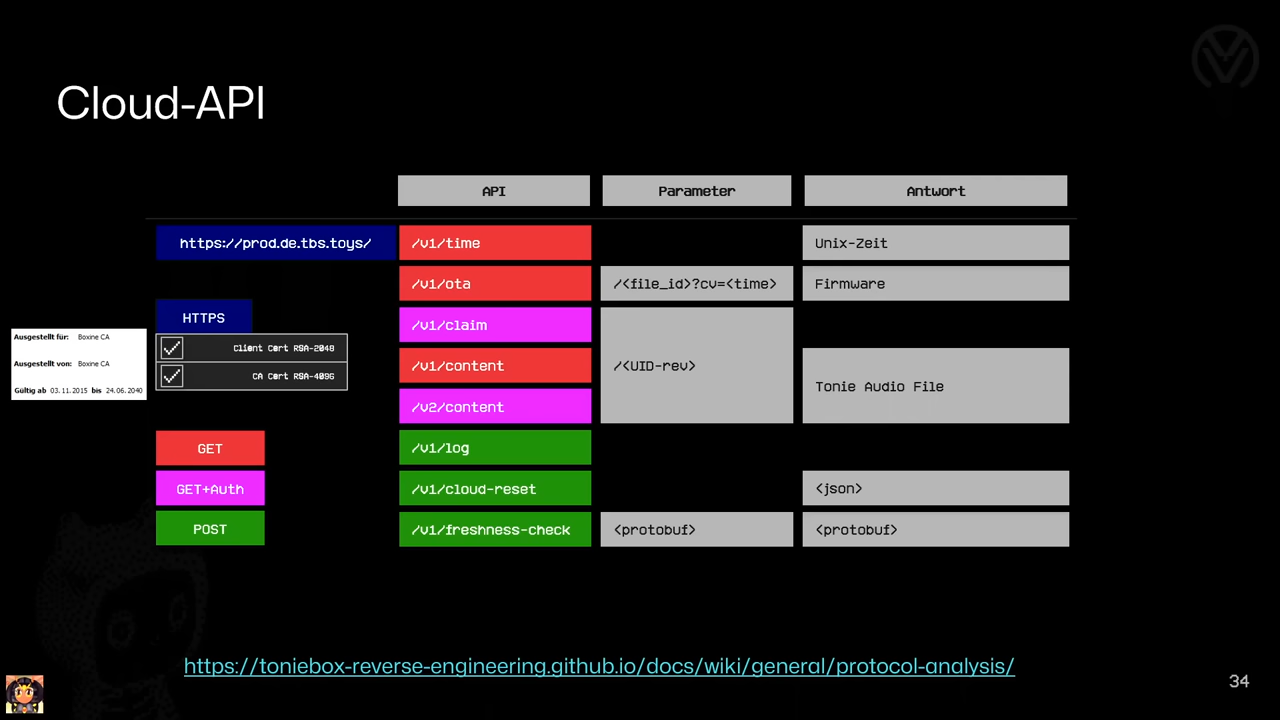 Cloud-API
API
Parameter
Antwort
https://prod.de.tbs.toys/
/v1/time
Unix-Zeit
/v1/ota
/<file_id>?cv=<time>
Firmware
HTTPS
/v1/claim
Ausgestellt für: Boxine CA
Ausgestellt von: Boxine CA
Gültig ab 03.11.2015 bis 24.06.2040
Client Cert RSA-2048
CA Cert RSA-4096
/v1/content
/<UID-rev>
Tonie Audio File
/v2/content
GET
/v1/log
GET+Auth
/v1/cloud-reset
<json>
POST
/v1/freshness-check
<protobuf>
<protobuf>
https://toniebox-reverse-engineering.github.io/docs/wiki/general/protocol-analysis/
34